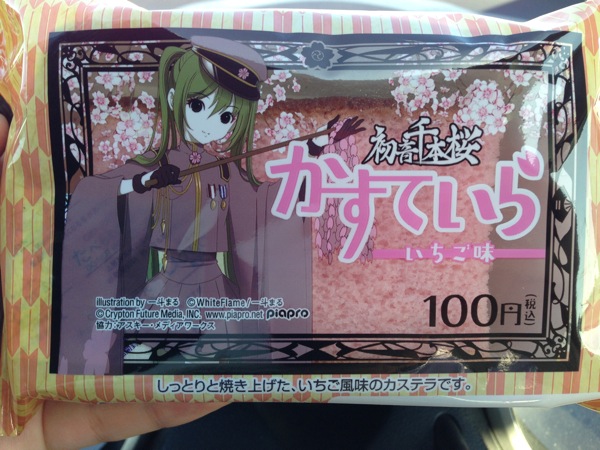 初音千本桜
かすていら
いちご味
illustration by 一斗まる ©WhiteFlame/一斗まる
©Crypton Future Media, INC. www.piapro.net piapro
協力:アスキー・メディアワークス
100円(税込)
しっとりと焼き上げた、いちご風味のカステラです。